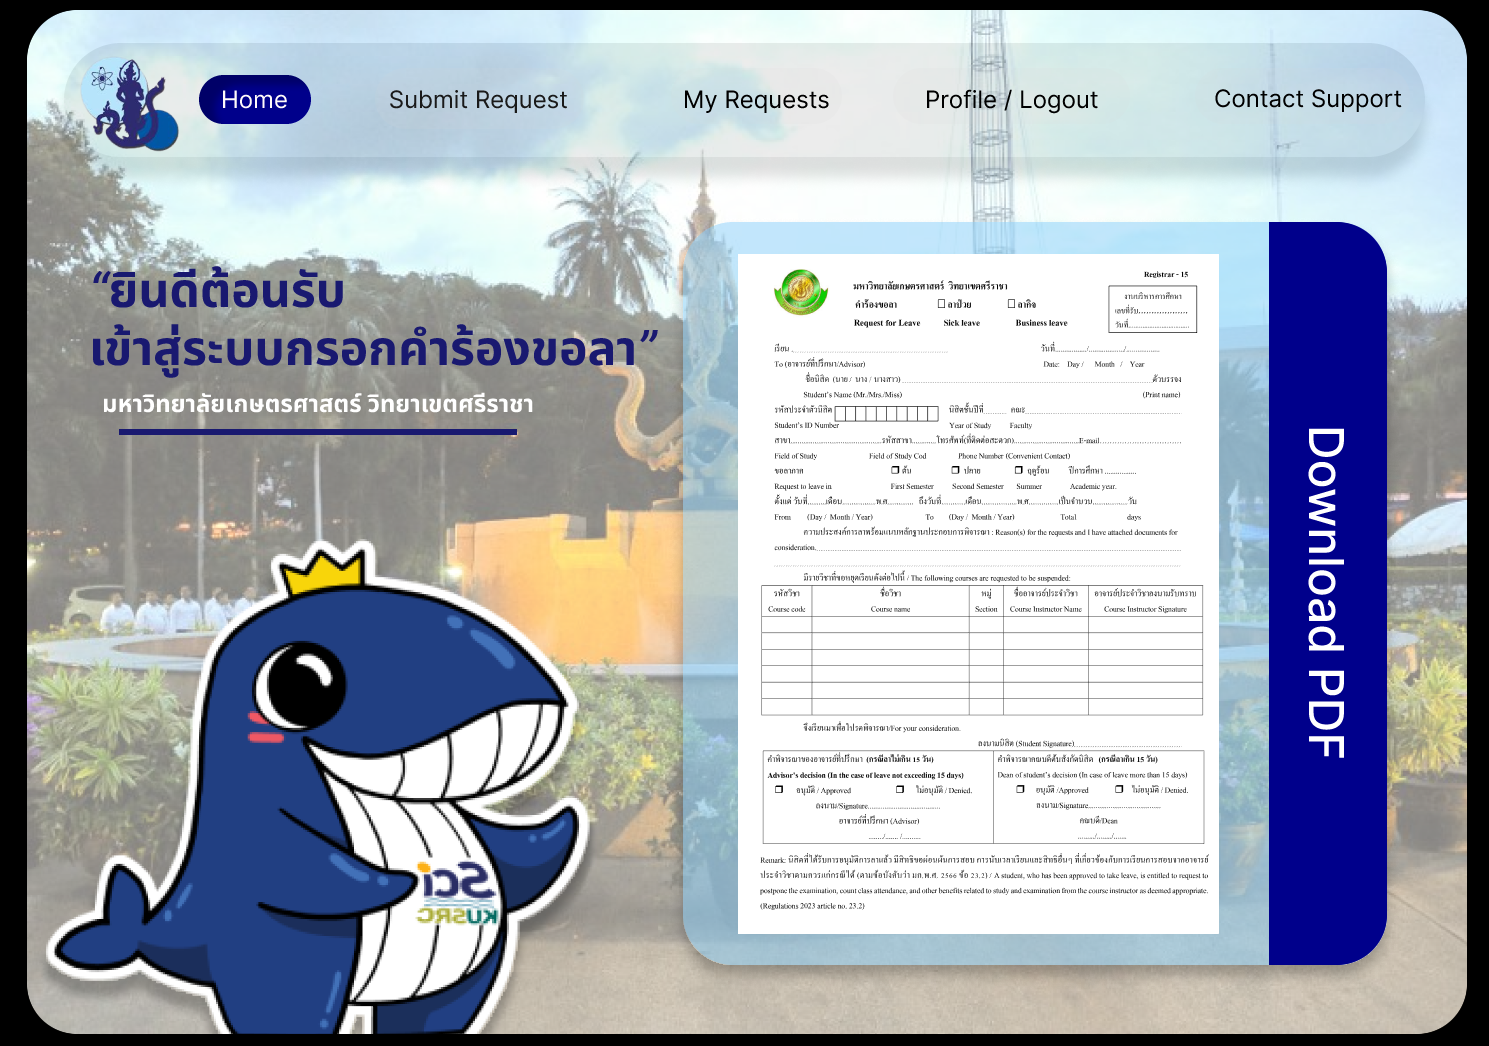 Home
Submit Request
My Requests
Profile / Logout
Contact Support
“ยินดีต้อนรับ
เข้าสู่ระบบกรอกคำร้องขอลา”
มหาวิทยาลัยเกษตรศาสตร์ วิทยาเขตศรีราชา
Sci
KUSRC
Registrar - 15
มหาวิทยาลัยเกษตรศาสตร์ วิทยาเขตศรีราชา
คำร้องขอลา ☐ ลาป่วย ☐ ลากิจ
Request for Leave Sick leave Business leave
งานบริหารการศึกษา
เลขที่รับ...................
วันที่.............................
เรียน ........................ วันที่............../.............../...............
To (อาจารย์ที่ปรึกษา/Advisor) Date: Day / Month / Year
ชื่อนิสิต (นาย / นาง / นางสาว)........................ตัวบรรจง
Student's Name (Mr./Mrs./Miss) (Print name)
รหัสประจำตัวนิสิต นิสิตชั้นปีที่.......... คณะ........................
Student's ID Number Year of Study Faculty
สาขา........................รหัสสาขา............โทรศัพท์(ที่ติดต่อสะดวก)........................E-mail........................
Field of Study Field of Study Cod Phone Number (Convenient Contact)
ขอลาภาค ☐ ต้น ☐ ปลาย ☐ ฤดูร้อน ปีการศึกษา ...............
Request to leave in First Semester Second Semester Summer Academic year.
ตั้งแต่ วันที่.........เดือน................พ.ศ............. ถึงวันที่...........เดือน................พ.ศ..............เป็นจำนวน.................วัน
From (Day / Month / Year) To (Day / Month / Year) Total days
ความประสงค์การลาพร้อมแนบหลักฐานประกอบการพิจารณา : Reason(s) for the requests and I have attached documents for
consideration........................
มีรายวิชาที่ขอหยุดเรียนดังต่อไปนี้ / The following courses are requested to be suspended:
รหัสวิชา ชื่อวิชา หมู่ ชื่ออาจารย์ประจำวิชา อาจารย์ประจำวิชาลงนามรับทราบ
Course code Course name Section Course Instructor Name Course Instructor Signature
จึงเรียนมาเพื่อโปรดพิจารณา/For your consideration.
ลงนามนิสิต (Student Signature)........................
คำพิจารณาของอาจารย์ที่ปรึกษา (กรณีลาไม่เกิน 15 วัน)
Advisor's decision (In the case of leave not exceeding 15 days)
☐ อนุมัติ / Approved ☐ ไม่อนุมัติ / Denied.
ลงนาม/Signature........................
อาจารย์ที่ปรึกษา (Advisor)
......../........ /..........
คำพิจารณาคณบดีต้นสังกัดนิสิต (กรณีลาเกิน 15 วัน)
Dean of student's decision (In case of leave more than 15 days)
☐ อนุมัติ /Approved ☐ ไม่อนุมัติ / Denied.
ลงนาม/Signature........................
คณบดี/Dean
........./......../......
Remark: นิสิตที่ได้รับการอนุมัติการลาแล้ว มีสิทธิขอผ่อนผันการสอบ การนับเวลาเรียนและสิทธิอื่นๆ ที่เกี่ยวข้องกับการเรียนการสอบจากอาจารย์
ประจำวิชาตามควรแก่กรณีได้ (ตามข้อบังคับว่า มก.พ.ศ. 2566 ข้อ 23.2) / A student, who has been approved to take leave, is entitled to request to
postpone the examination, count class attendance, and other benefits related to study and examination from the course instructor as deemed appropriate.
(Regulations 2023 article no. 23.2)
Download PDF